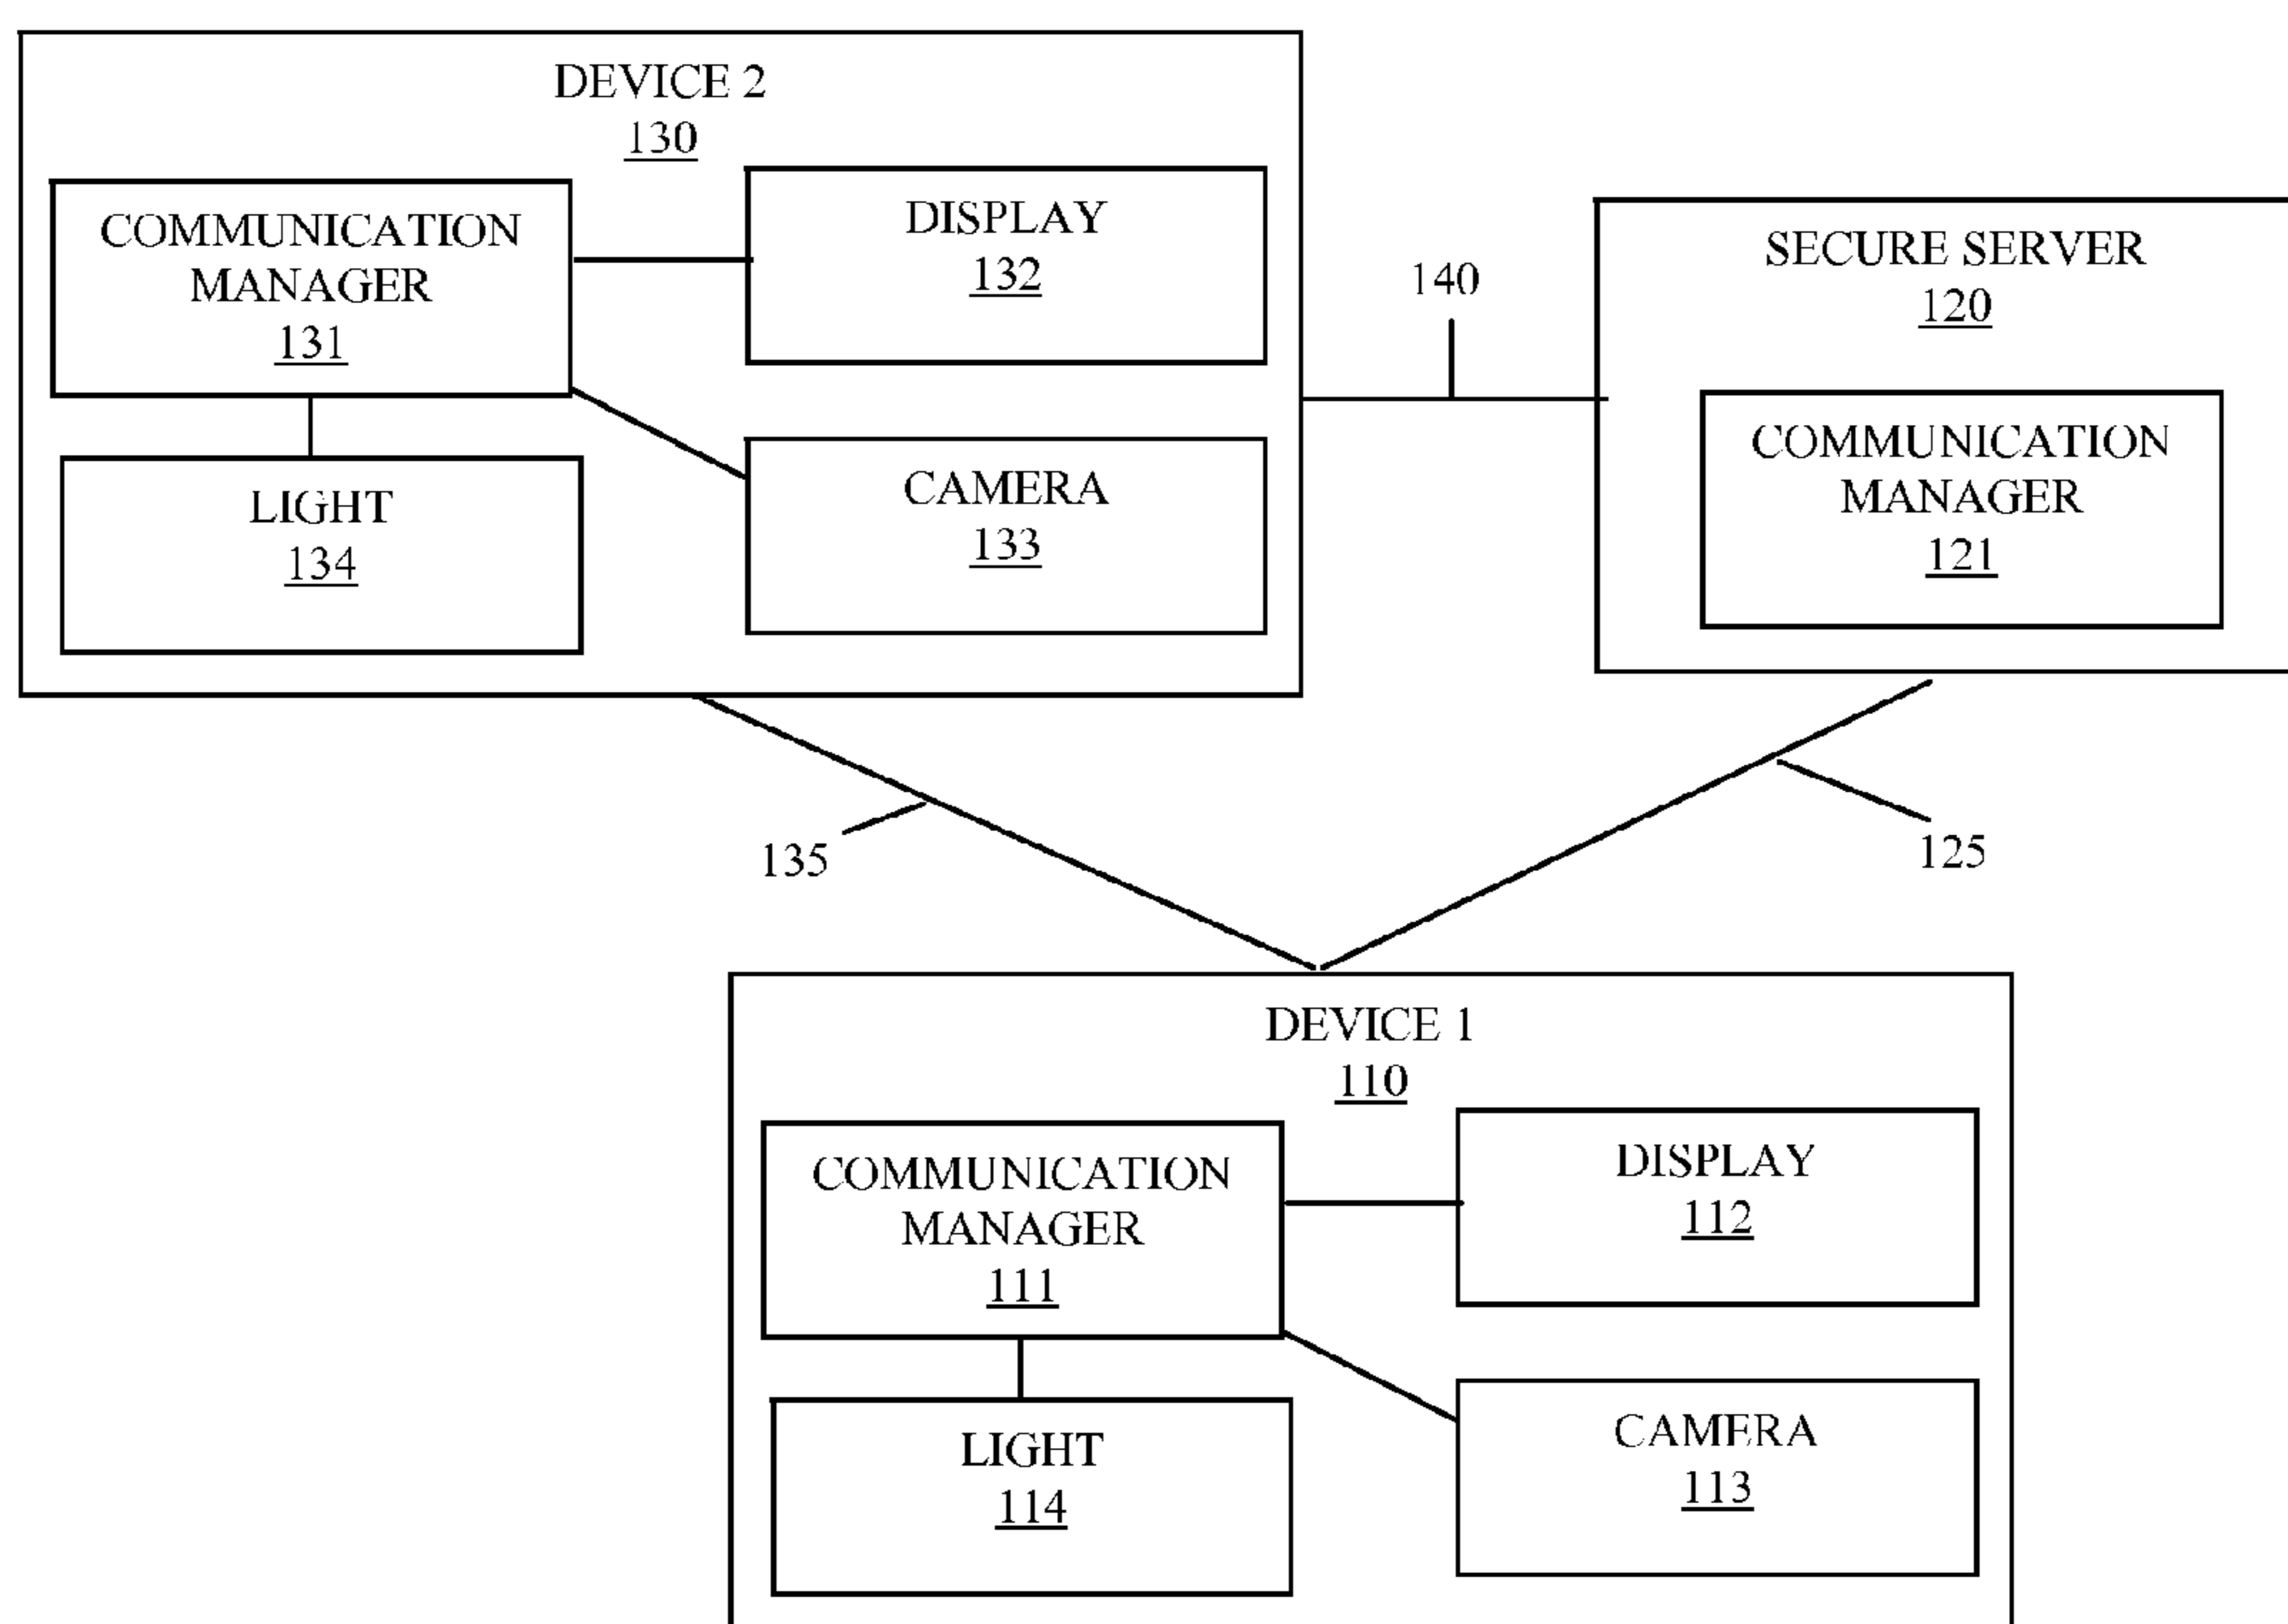 DEVICE 2
130
COMMUNICATION
MANAGER
131
DISPLAY
132
LIGHT
134
CAMERA
133
140
SECURE SERVER
120
COMMUNICATION
MANAGER
121
135
125
DEVICE 1
110
COMMUNICATION
MANAGER
111
DISPLAY
112
LIGHT
114
CAMERA
113